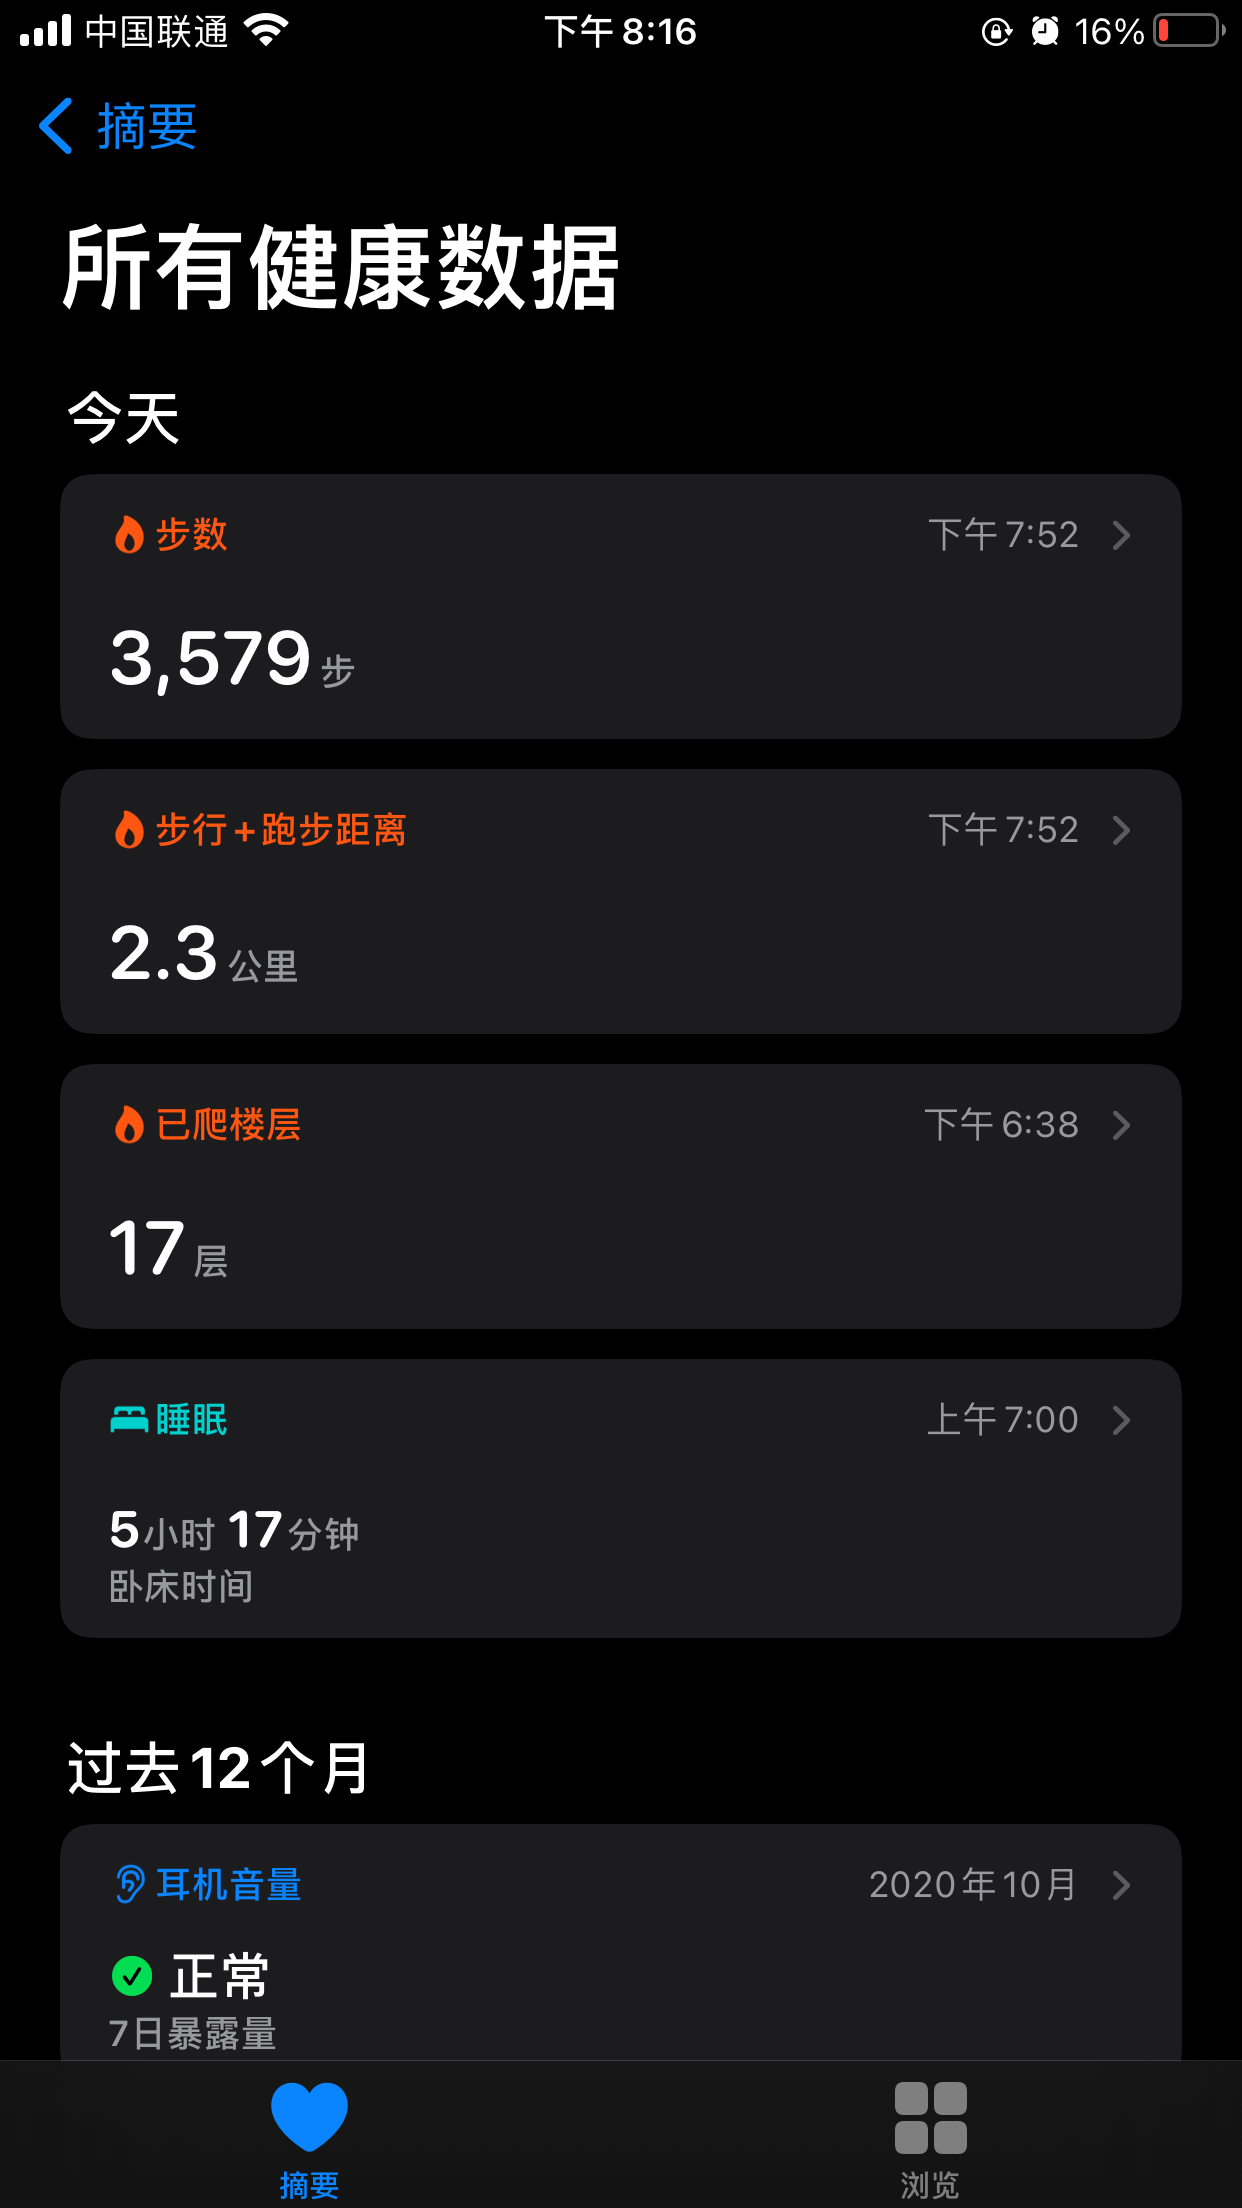 中国联通 下午 8:16 16%
摘要
所有健康数据
今天
步数 下午 7:52
3,579 步
步行+跑步距离 下午 7:52
2.3 公里
已爬楼层 下午 6:38
17 层
睡眠 上午 7:00
5小时 17分钟
卧床时间
过去12个月
耳机音量 2020年10月
正常
7日暴露量
摘要 浏览